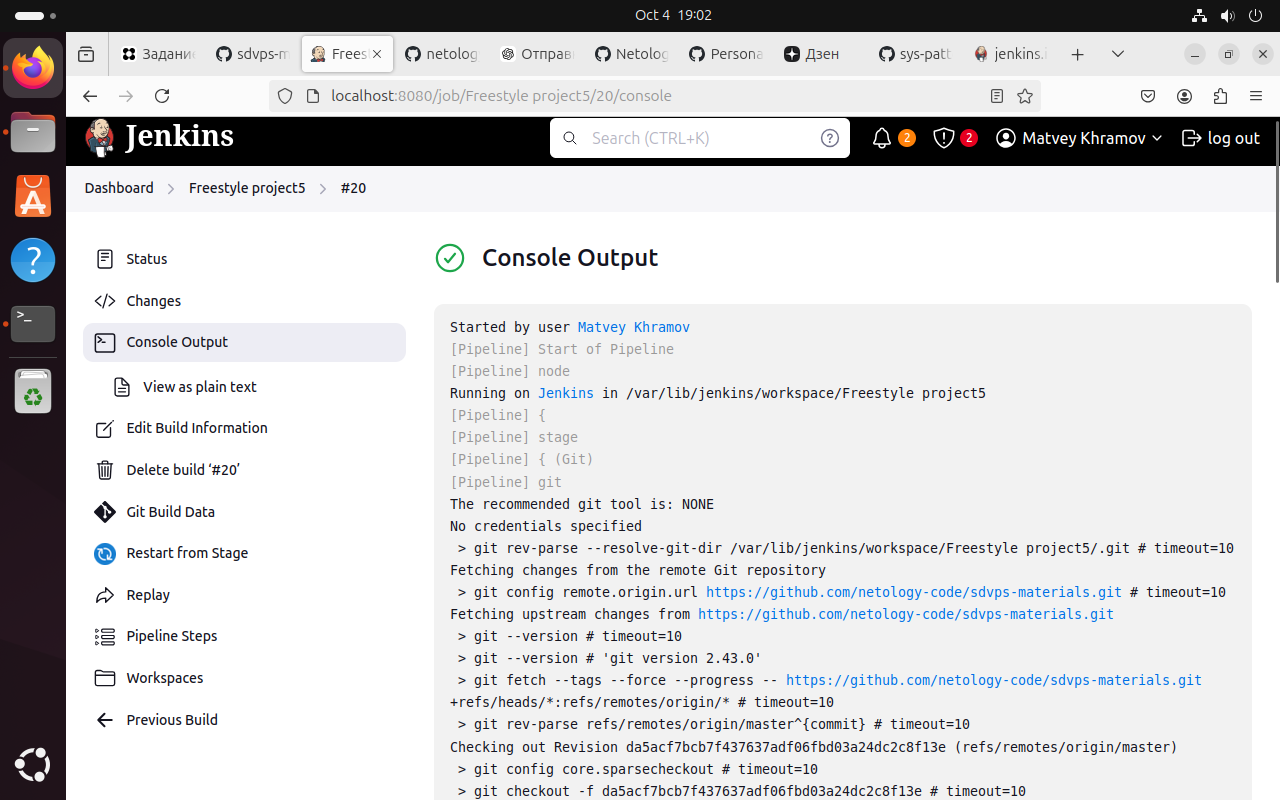 Oct 4 19:02
Задание
sdvps-m
Frees
netology
Отправи
Netolog
Persona
Дзен
sys-patt
jenkins.i
localhost:8080/job/Freestyle project5/20/console
Jenkins
Search (CTRL+K)
2
2
Matvey Khramov
log out
Dashboard
Freestyle project5
#20
Status
Changes
Console Output
View as plain text
Edit Build Information
Delete build ‘#20’
Git Build Data
Restart from Stage
Replay
Pipeline Steps
Workspaces
Previous Build
Console Output
Started by user Matvey Khramov
[Pipeline] Start of Pipeline
[Pipeline] node
Running on Jenkins in /var/lib/jenkins/workspace/Freestyle project5
[Pipeline] {
[Pipeline] stage
[Pipeline] { (Git)
[Pipeline] git
The recommended git tool is: NONE
No credentials specified
> git rev-parse --resolve-git-dir /var/lib/jenkins/workspace/Freestyle project5/.git # timeout=10
Fetching changes from the remote Git repository
> git config remote.origin.url https://github.com/netology-code/sdvps-materials.git # timeout=10
Fetching upstream changes from https://github.com/netology-code/sdvps-materials.git
> git --version # timeout=10
> git --version # 'git version 2.43.0'
> git fetch --tags --force --progress -- https://github.com/netology-code/sdvps-materials.git
+refs/heads/*:refs/remotes/origin/* # timeout=10
> git rev-parse refs/remotes/origin/master^{commit} # timeout=10
Checking out Revision da5acf7bcb7f437637adf06fbd03a24dc2c8f13e (refs/remotes/origin/master)
> git config core.sparsecheckout # timeout=10
> git checkout -f da5acf7bcb7f437637adf06fbd03a24dc2c8f13e # timeout=10